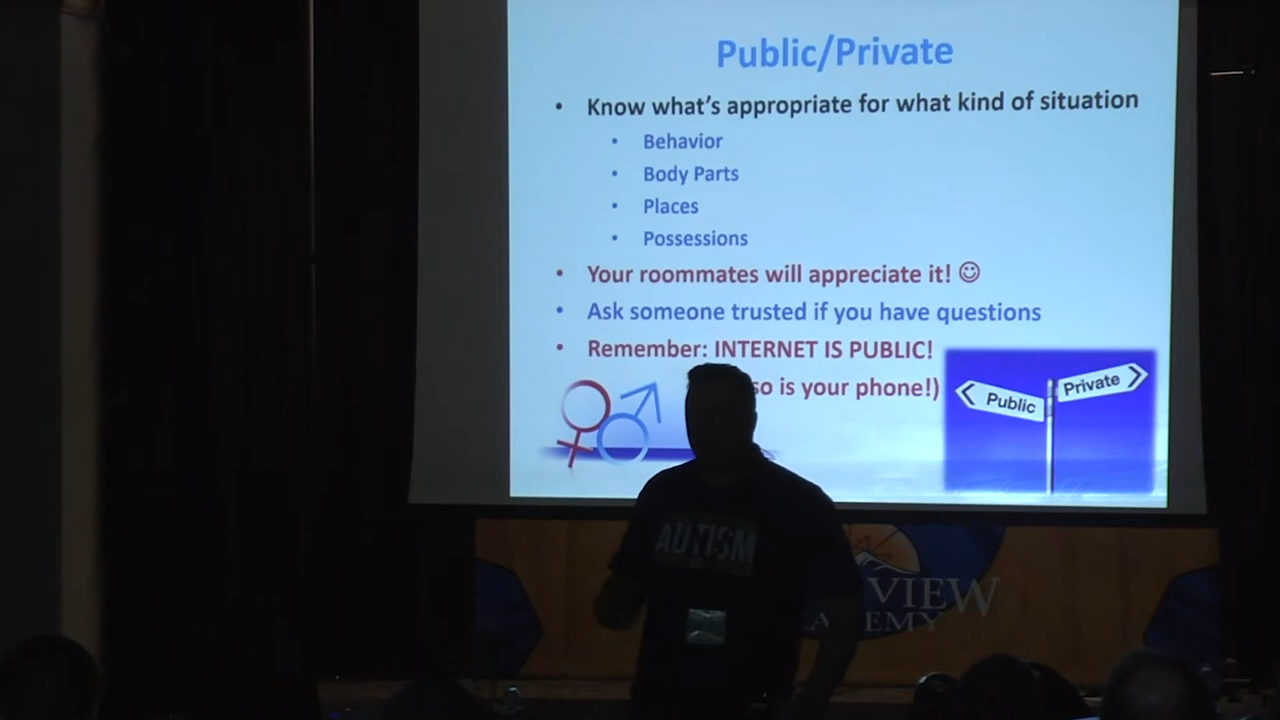 Public/Private
• Know what's appropriate for what kind of situation
• Behavior
• Body Parts
• Places
• Possessions
• Your roommates will appreciate it! ☺
• Ask someone trusted if you have questions
• Remember: INTERNET IS PUBLIC!
so is your phone!)
Public
Private
AUTISM
VIEW